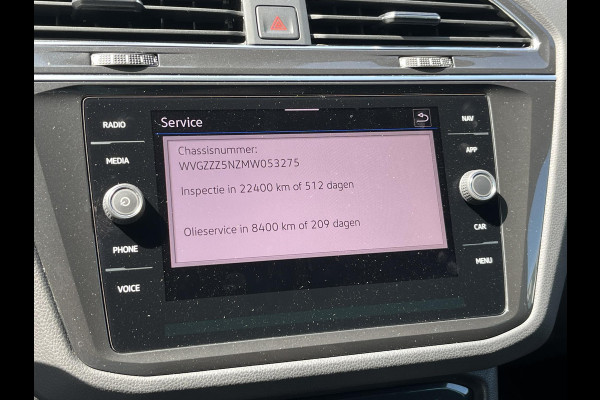 RADIO
MEDIA
PHONE
VOICE
Service
Chassisnummer:
WVGZZZ5NZMW053275
Inspectie in 22400 km of 512 dagen
Olieservice in 8400 km of 209 dagen
NAV
APP
CAR
MENU